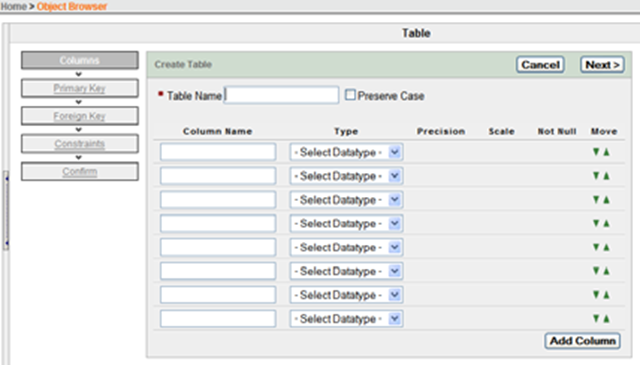 Home > Object Browser
Table
Columns
Primary Key
Foreign Key
Constraints
Confirm
Create Table
Cancel
Next >
* Table Name
Preserve Case
Column Name Type Precision Scale Not Null Move
- Select Datatype -
- Select Datatype -
- Select Datatype -
- Select Datatype -
- Select Datatype -
- Select Datatype -
- Select Datatype -
- Select Datatype -
Add Column